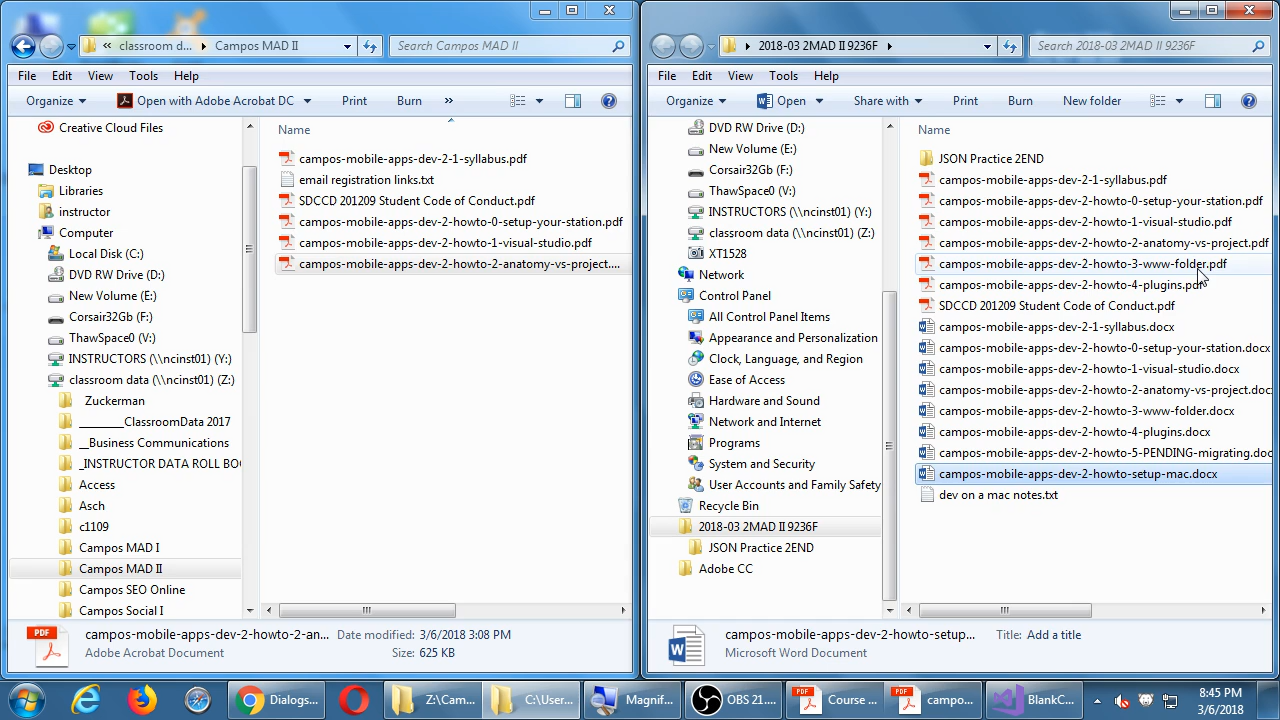 classroom d... Campos MAD II
Search Campos MAD II
File Edit View Tools Help
Organize Open with Adobe Acrobat DC Print Burn »
Name
Creative Cloud Files
Desktop
Libraries
instructor
Computer
Local Disk (C:)
DVD RW Drive (D:)
New Volume (E:)
Corsair32Gb (F:)
ThawSpace0 (V:)
INSTRUCTORS (\\ncinst01) (Y:)
classroom data (\\ncinst01) (Z:)
Zuckerman
________ClassroomData 2017
__Business Communications
_INSTRUCTOR DATA ROLL BOO
Access
Asch
c1109
Campos MAD I
Campos MAD II
Campos SEO Online
Campos Social I
campos-mobile-apps-dev-2-1-syllabus.pdf
email registration links.txt
SDCCD 201209 Student Code of Conduct.pdf
campos-mobile-apps-dev-2-howto-0-setup-your-station.pdf
campos-mobile-apps-dev-2-howto-1-visual-studio.pdf
campos-mobile-apps-dev-2-howto-2-anatomy-vs-project....
PDF
campos-mobile-apps-dev-2-howto-2-an... Date modified: 3/6/2018 3:08 PM
Adobe Acrobat Document Size: 625 KB
2018-03 2MAD II 9236F
Search 2018-03 2MAD II 9236F
File Edit View Tools Help
Organize Open Share with Print Burn New folder
Name
DVD RW Drive (D:)
New Volume (E:)
Corsair32Gb (F:)
ThawSpace0 (V:)
INSTRUCTORS (\\ncinst01) (Y:)
classroom data (\\ncinst01) (Z:)
XT1528
Network
Control Panel
All Control Panel Items
Appearance and Personalization
Clock, Language, and Region
Ease of Access
Hardware and Sound
Network and Internet
Programs
System and Security
User Accounts and Family Safety
Recycle Bin
2018-03 2MAD II 9236F
JSON Practice 2END
Adobe CC
JSON Practice 2END
campos-mobile-apps-dev-2-1-syllabus.pdf
campos-mobile-apps-dev-2-howto-0-setup-your-station.pdf
campos-mobile-apps-dev-2-howto-1-visual-studio.pdf
campos-mobile-apps-dev-2-howto-2-anatomy-vs-project.pdf
campos-mobile-apps-dev-2-howto-3-www-folder.pdf
campos-mobile-apps-dev-2-howto-4-plugins.pdf
SDCCD 201209 Student Code of Conduct.pdf
campos-mobile-apps-dev-2-1-syllabus.docx
campos-mobile-apps-dev-2-howto-0-setup-your-station.docx
campos-mobile-apps-dev-2-howto-1-visual-studio.docx
campos-mobile-apps-dev-2-howto-2-anatomy-vs-project.docx
campos-mobile-apps-dev-2-howto-3-www-folder.docx
campos-mobile-apps-dev-2-howto-4-plugins.docx
campos-mobile-apps-dev-2-howto-5-PENDING-migrating.doc
campos-mobile-apps-dev-2-howto-setup-mac.docx
dev on a mac notes.txt
campos-mobile-apps-dev-2-howto-setup... Title: Add a title
Microsoft Word Document
Dialogs... Z:\Cam... C:\User... Magnif... OBS 21.... Course ... campo... BlankC...
8:45 PM
3/6/2018